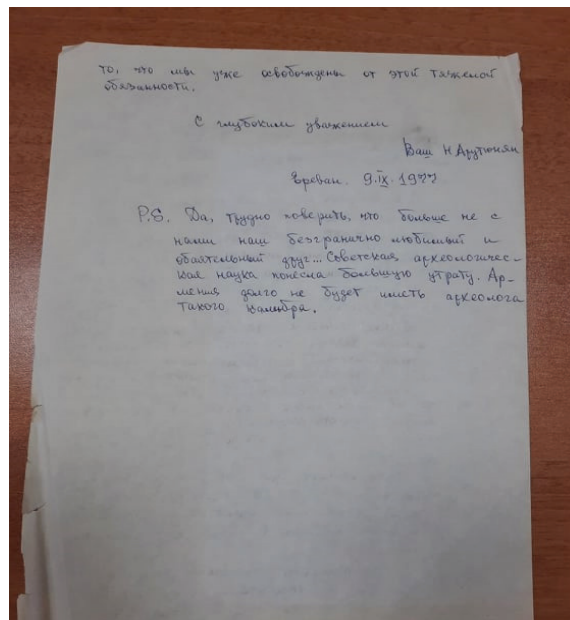 то, что мы уже освобождены от этой тяжелой
обязанности.
С глубоким уважением
Ваш Н Арутюнян
Ереван. 9.IX.1977
P.S. Да, трудно поверить, что больше не с
нами наш безгранично любимый и
обаятельный друг... Советская археологичес-
кая наука понесла большую утрату. Ар-
мения долго не будет иметь археолога
такого калибра.